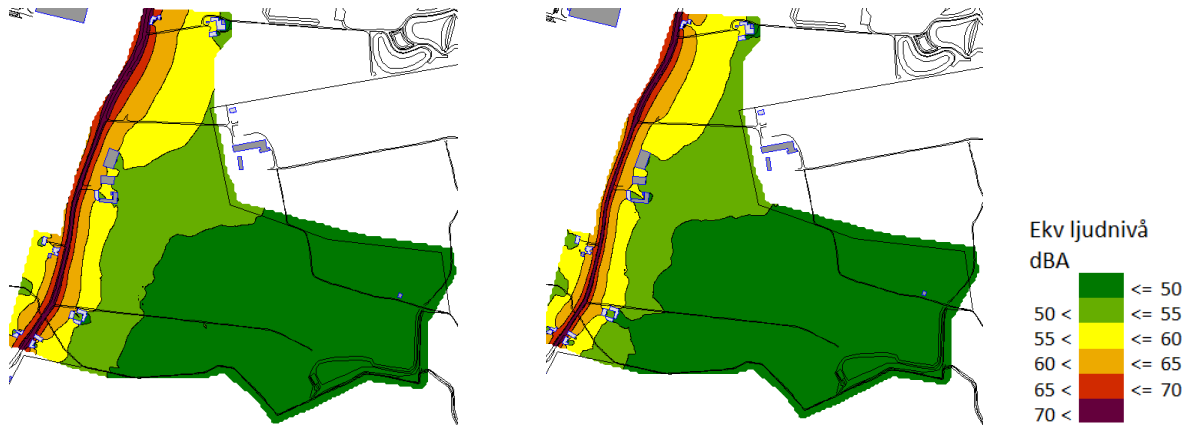 Ekv ljudnivå
dBA
<= 50
50 < <= 55
55 < <= 60
60 < <= 65
65 < <= 70
70 <